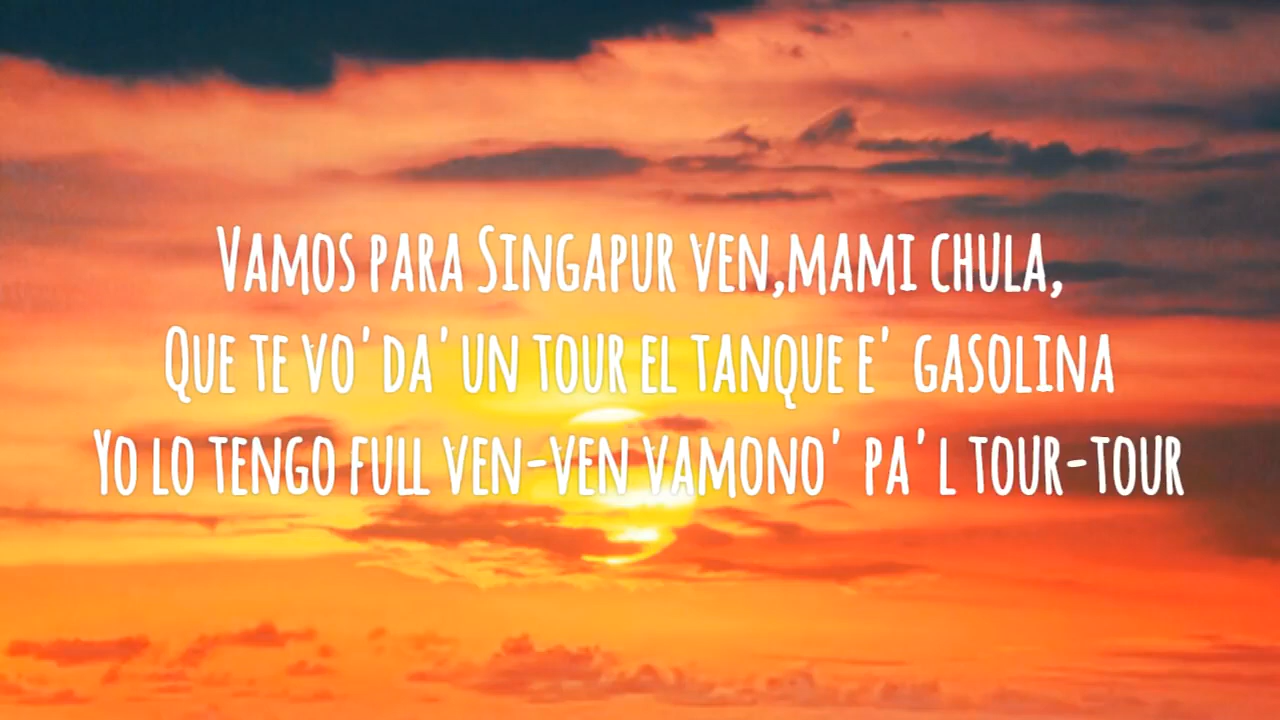 Vamos para Singapur ven,mami chula,
Que te vo'da'un tour el tanque e' gasolina
Yo lo tengo full ven-ven vamono' pa'l tour-tour